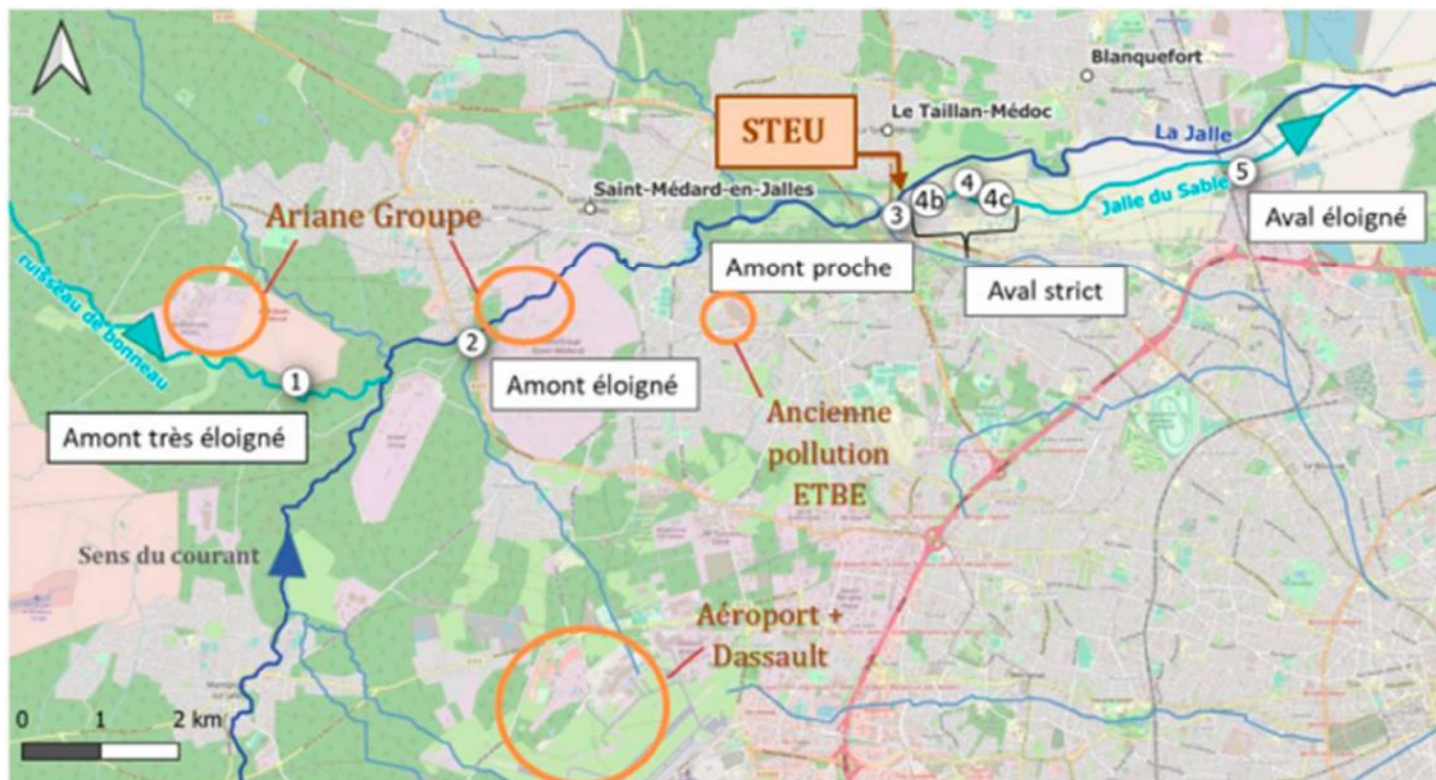 Blanquefort
Le Taillan-Médoc
STEU
La Jalle
Saint-Médard-en-Jalles
5
4
4b
4c
3
Jalle du Sable
Ariane Groupe
Aval éloigné
Amont proche
Aval strict
ruisseau de bonneau
2
1
Amont éloigné
Amont très éloigné
Ancienne
pollution
ETBE
Sens du courant
Aéroport +
Dassault
0 1 2 km